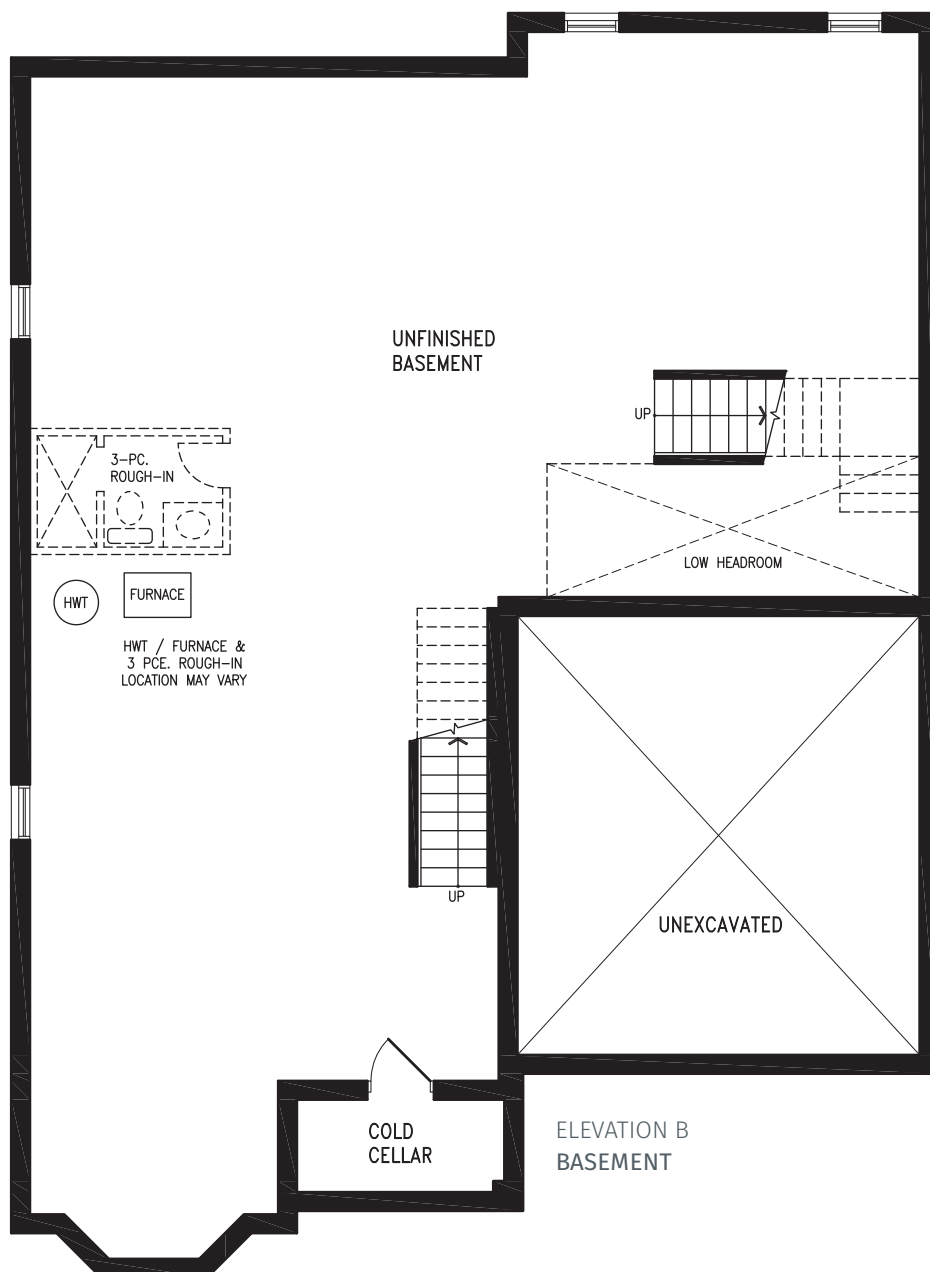 UNFINISHED
BASEMENT
UP
3-PC.
ROUGH-IN
LOW HEADROOM
HWT
FURNACE
HWT / FURNACE &
3 PCE. ROUGH-IN
LOCATION MAY VARY
UP
UNEXCAVATED
COLD
CELLAR
ELEVATION B
BASEMENT